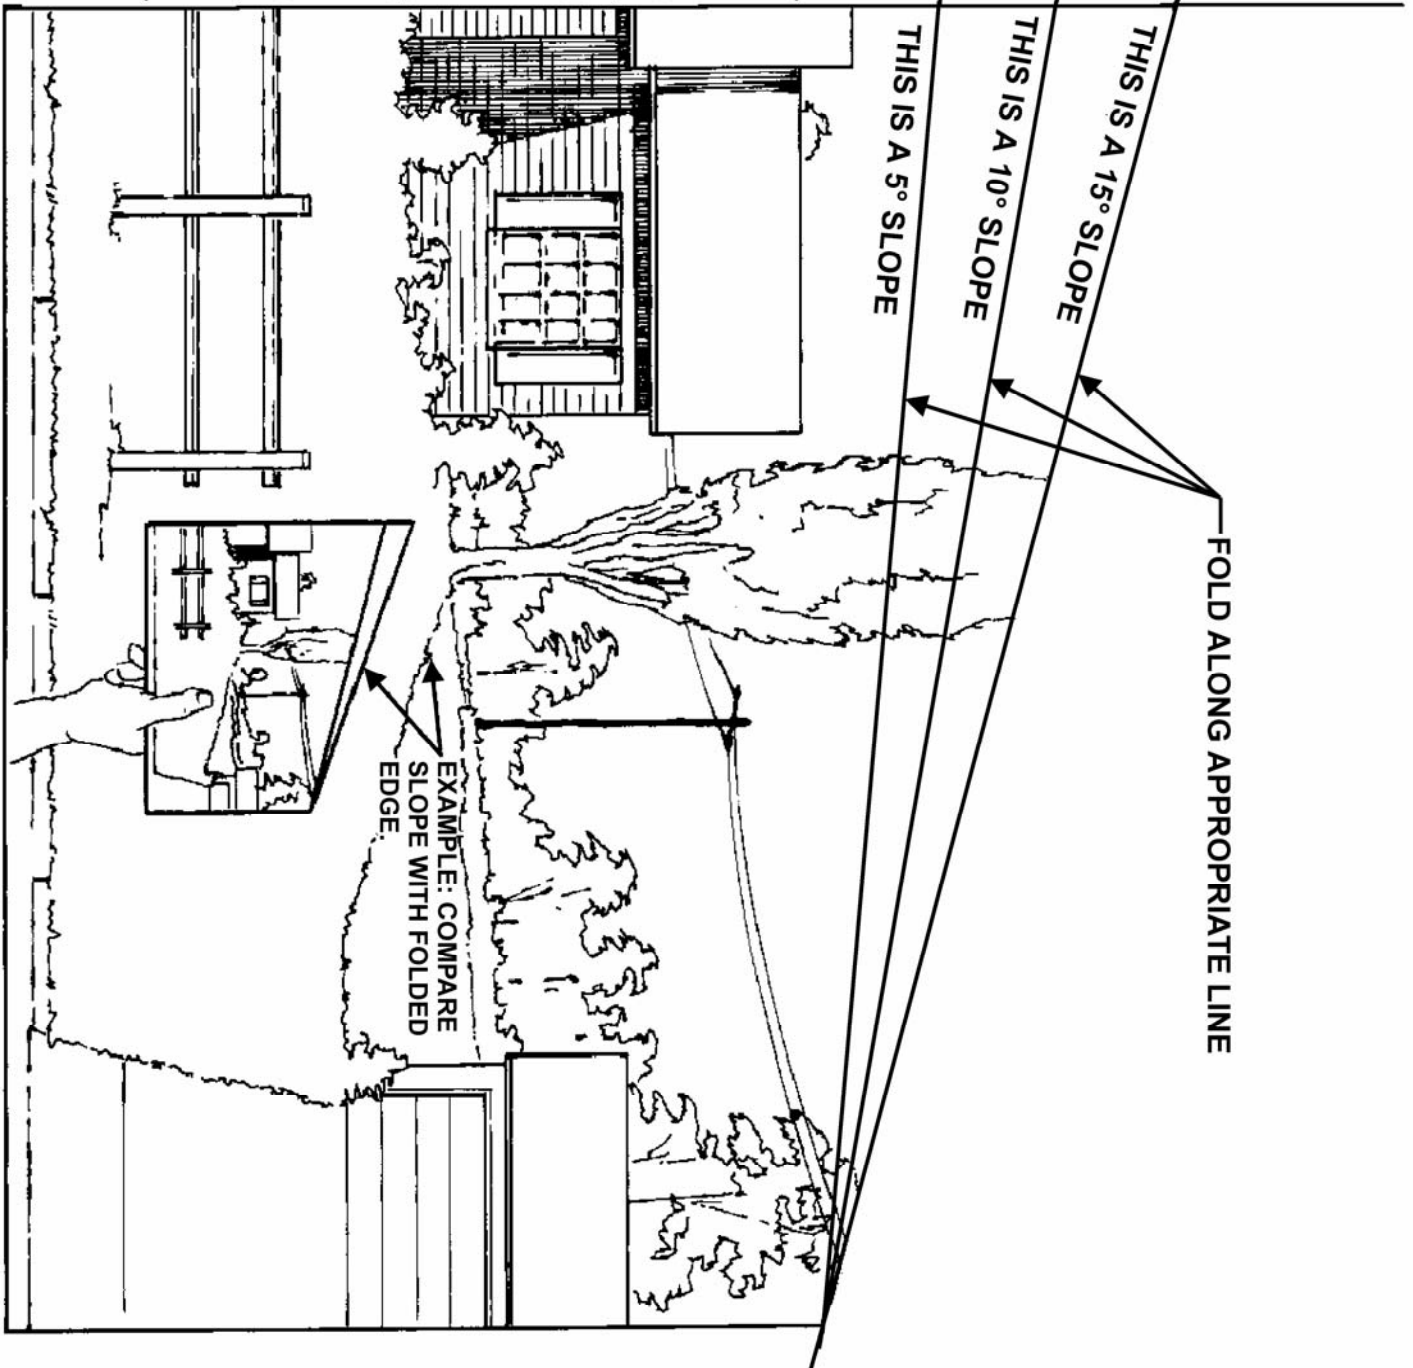 THIS IS A 15° SLOPE
THIS IS A 10° SLOPE
THIS IS A 5° SLOPE
FOLD ALONG APPROPRIATE LINE
EXAMPLE: COMPARE
SLOPE WITH FOLDED
EDGE.